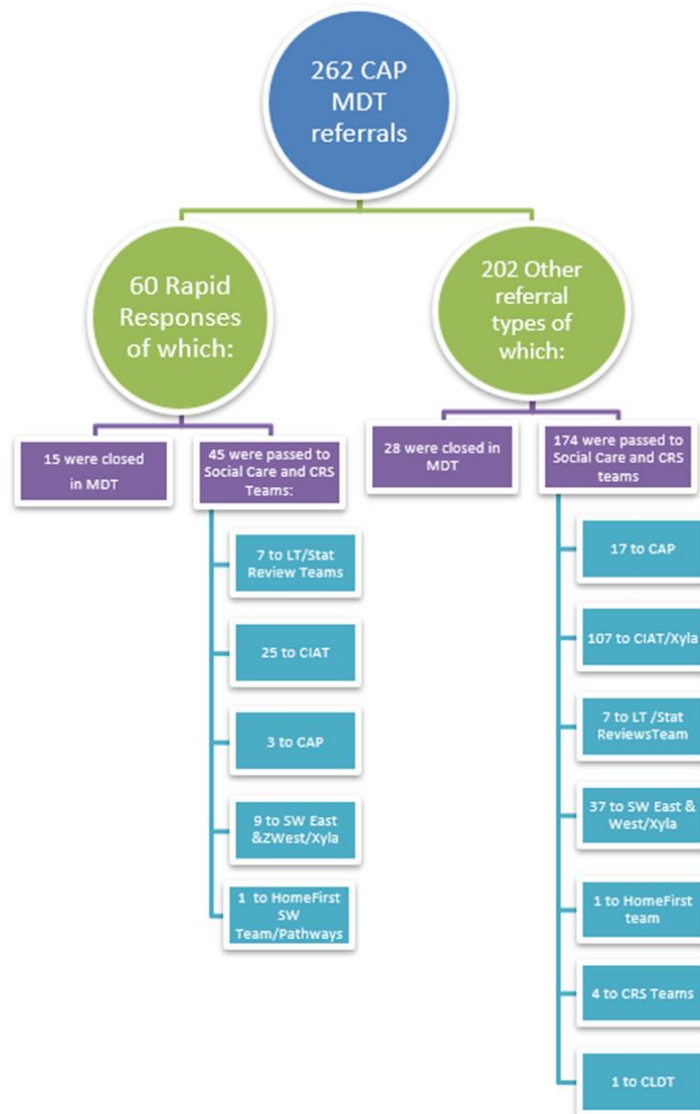 262 CAP
MDT
referrals
60 Rapid
Responses
of which:
202 Other
referral
types of
which:
15 were closed
in MDT
45 were passed to
Social Care and CRS
Teams:
28 were closed in
MDT
174 were passed to
Social Care and CRS
teams
7 to LT/Stat
Review Teams
25 to CIAT
3 to CAP
9 to SW East
&ZWest/Xyla
1 to HomeFirst
SW
Team/Pathways
17 to CAP
107 to CIAT/Xyla
7 to LT /Stat
ReviewsTeam
37 to SW East &
West/Xyla
1 to HomeFirst
team
4 to CRS Teams
1 to CLDT